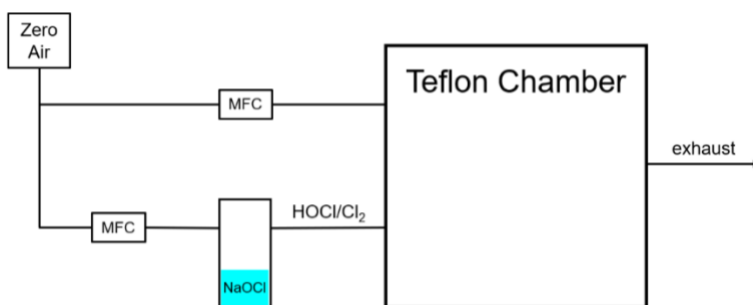 Zero
Air
MFC
Teflon Chamber
exhaust
MFC
HOCl/Cl₂
NaOCl